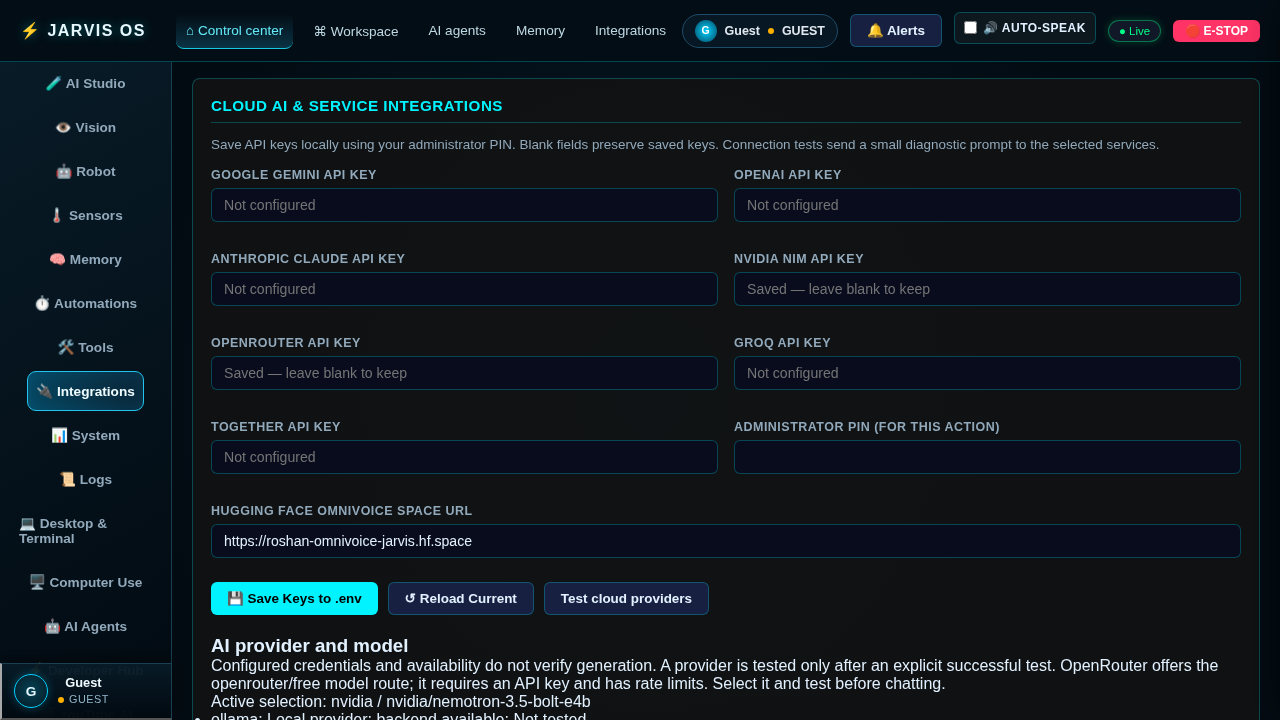 ⚡ JARVIS OS
⌂ Control center
⌘ Workspace
AI agents
Memory
Integrations
G Guest ● GUEST
🔔 Alerts
🔊 AUTO-SPEAK
● Live
🛑 E-STOP
🧪 AI Studio
👁️ Vision
🤖 Robot
🌡️ Sensors
🧠 Memory
⏱️ Automations
🛠️ Tools
🔌 Integrations
📊 System
📜 Logs
💻 Desktop &
Terminal
🖥️ Computer Use
🤖 AI Agents
Developer Hub
G Guest
● GUEST
CLOUD AI & SERVICE INTEGRATIONS
Save API keys locally using your administrator PIN. Blank fields preserve saved keys. Connection tests send a small diagnostic prompt to the selected services.
GOOGLE GEMINI API KEY
Not configured
OPENAI API KEY
Not configured
ANTHROPIC CLAUDE API KEY
Not configured
NVIDIA NIM API KEY
Saved — leave blank to keep
OPENROUTER API KEY
Saved — leave blank to keep
GROQ API KEY
Not configured
TOGETHER API KEY
Not configured
ADMINISTRATOR PIN (FOR THIS ACTION)
HUGGING FACE OMNIVOICE SPACE URL
https://roshan-omnivoice-jarvis.hf.space
💾 Save Keys to .env
↺ Reload Current
Test cloud providers
AI provider and model
Configured credentials and availability do not verify generation. A provider is tested only after an explicit successful test. OpenRouter offers the
openrouter/free model route; it requires an API key and has rate limits. Select it and test before chatting.
Active selection: nvidia / nvidia/nemotron-3.5-bolt-e4b
• ollama: Local provider; backend available; Not tested